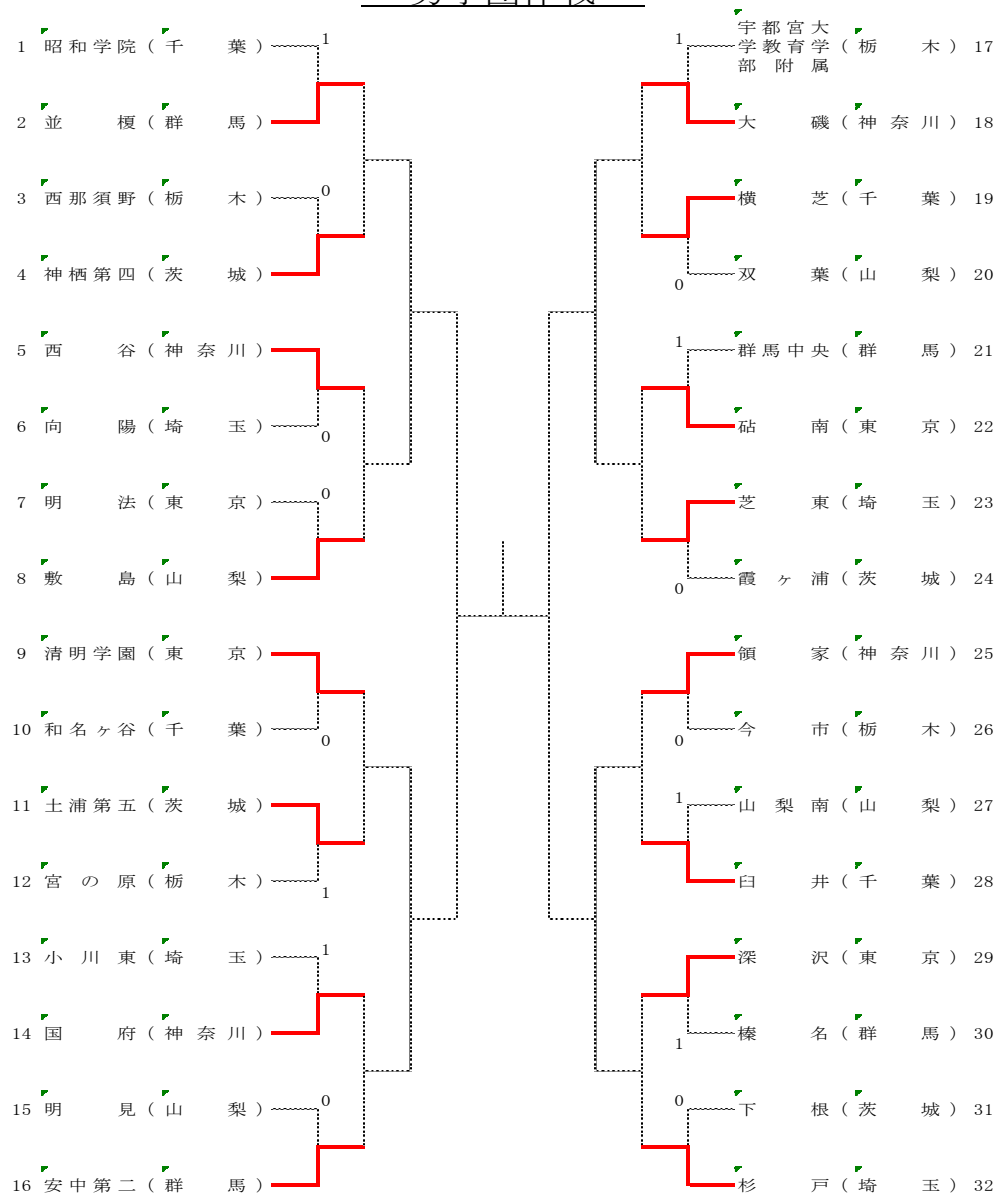 男子団体戦
1 昭和学院（千葉） 1
2 並榎（群馬）
3 西那須野（栃木） 0
4 神栖第四（茨城）
5 西谷（神奈川）
6 向陽（埼玉） 0
7 明法（東京） 0
8 敷島（山梨）
9 清明学園（東京）
10 和名ヶ谷（千葉） 0
11 土浦第五（茨城）
12 宮の原（栃木） 1
13 小川東（埼玉） 1
14 国府（神奈川）
15 明見（山梨） 0
16 安中第二（群馬）
1 宇都宮大
学教育学（栃木） 17
部附属
大磯（神奈川） 18
横芝（千葉） 19
0 双葉（山梨） 20
1 群馬中央（群馬） 21
砧南（東京） 22
芝東（埼玉） 23
0 霞ヶ浦（茨城） 24
領家（神奈川） 25
0 今市（栃木） 26
1 山梨南（山梨） 27
臼井（千葉） 28
深沢（東京） 29
1 榛名（群馬） 30
0 下根（茨城） 31
杉戸（埼玉） 32